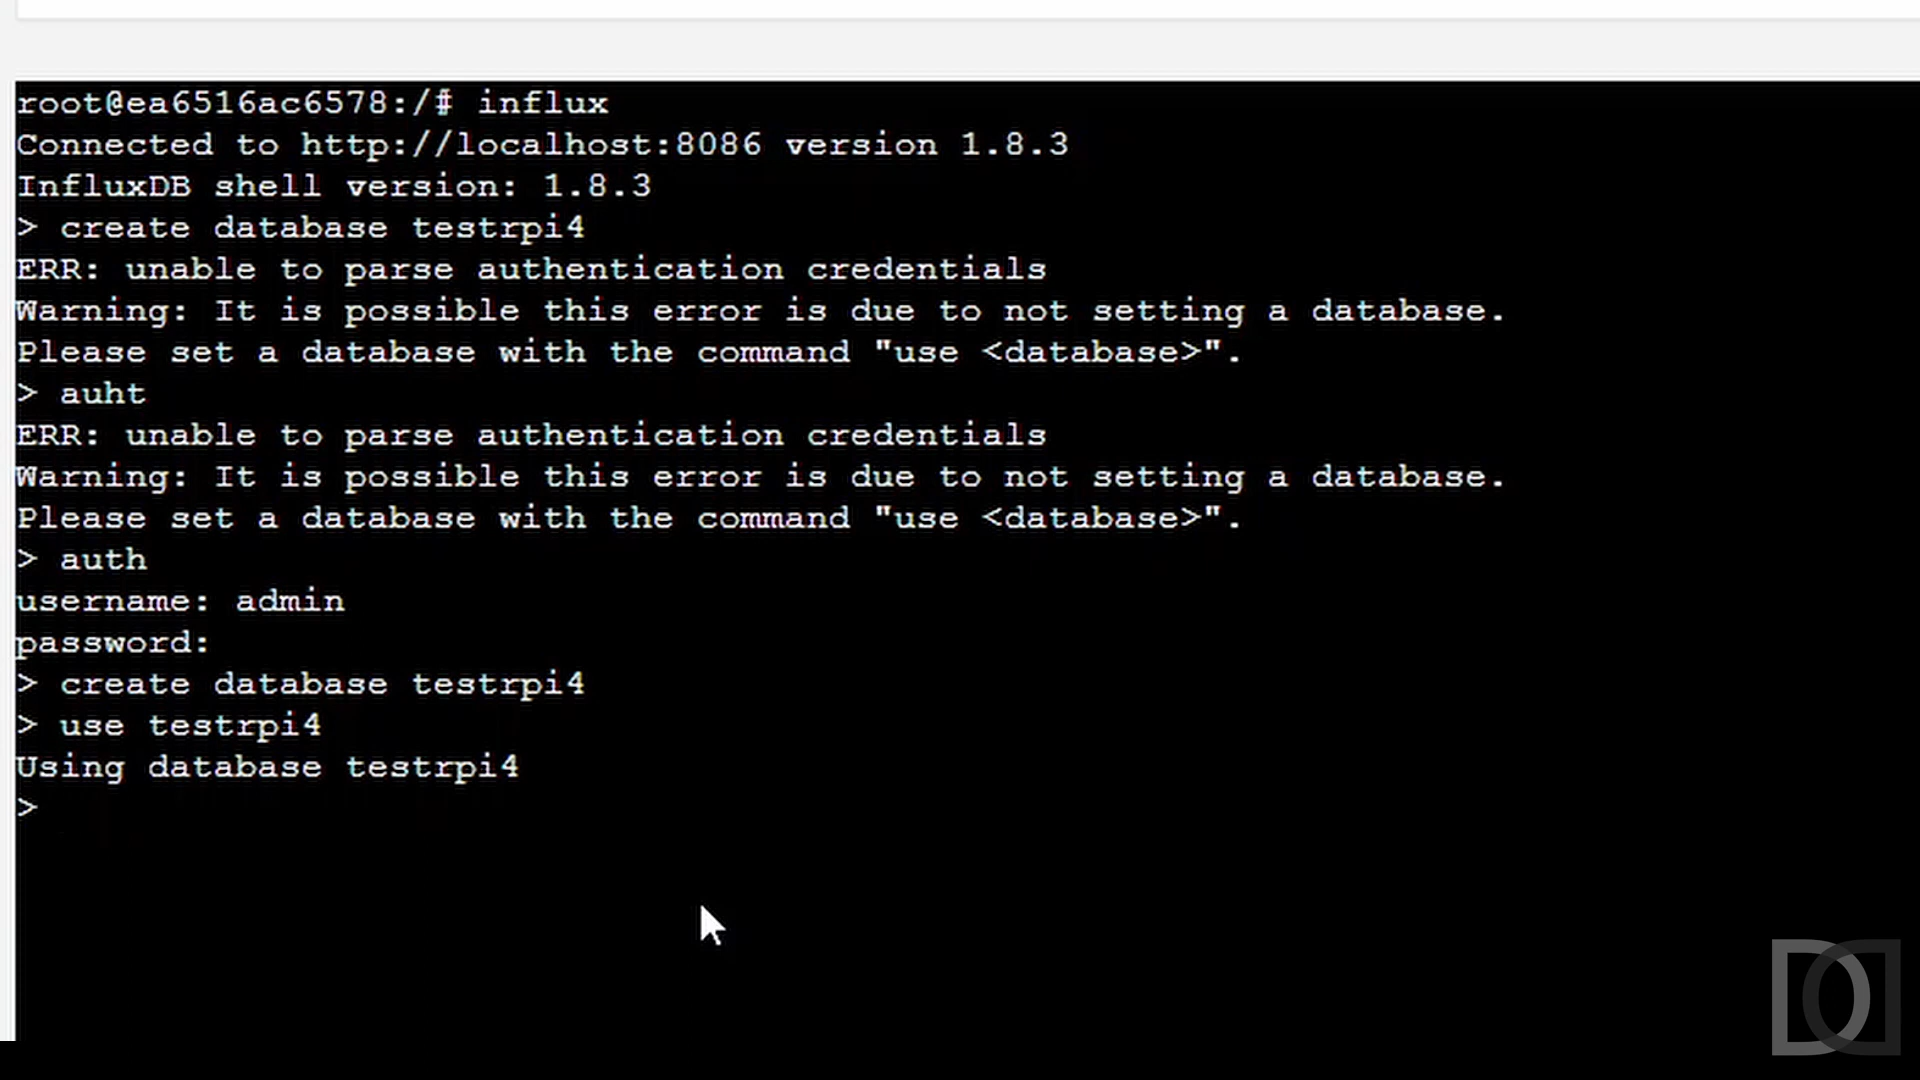 root@ea6516ac6578:/# influx
Connected to http://localhost:8086 version 1.8.3
InfluxDB shell version: 1.8.3
> create database testrpi4
ERR: unable to parse authentication credentials
Warning: It is possible this error is due to not setting a database.
Please set a database with the command "use <database>".
> auht
ERR: unable to parse authentication credentials
Warning: It is possible this error is due to not setting a database.
Please set a database with the command "use <database>".
> auth
username: admin
password:
> create database testrpi4
> use testrpi4
Using database testrpi4
>